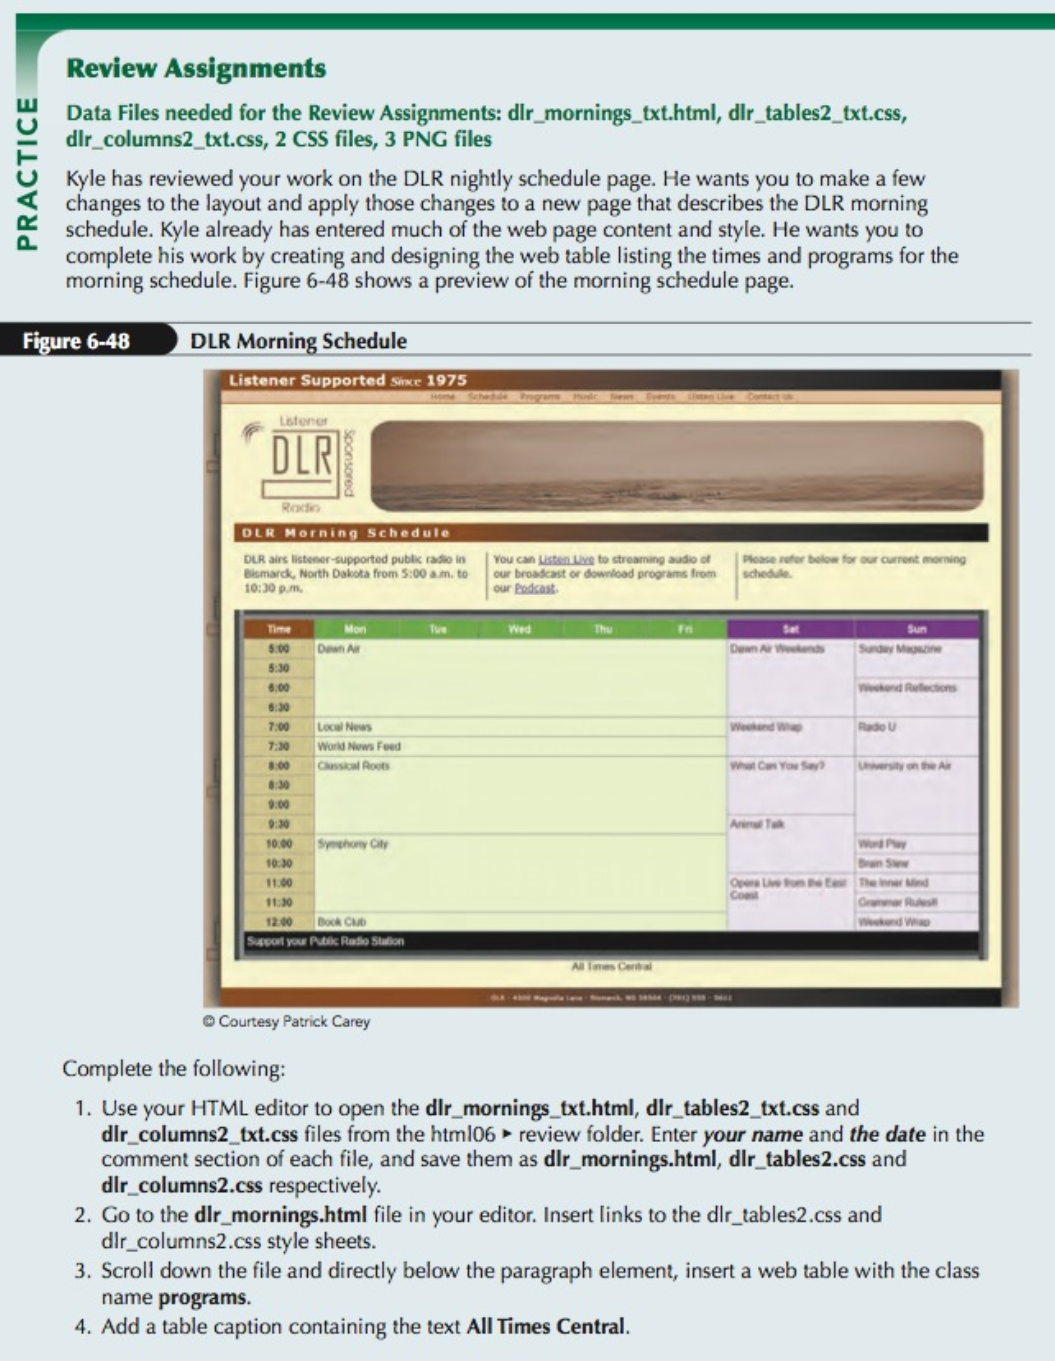 Review Assignments
PRACTICE
Data Files needed for the Review Assignments: dlr_mornings_txt.html, dlr_tables2_txt.css,
dlr_columns2_txt.css, 2 CSS files, 3 PNG files
Kyle has reviewed your work on the DLR nightly schedule page. He wants you to make a few
changes to the layout and apply those changes to a new page that describes the DLR morning
schedule. Kyle already has entered much of the web page content and style. He wants you to
complete his work by creating and designing the web table listing the times and programs for the
morning schedule. Figure 6-48 shows a preview of the morning schedule page.
Figure 6-48 DLR Morning Schedule
Listener Supported Since 1975
Home Schedule Programs Music News Events Listen Live Contact Us
Listener
DLR
Sponsored
Radio
DLR Morning Schedule
DLR airs listener-supported public radio in
Bismarck, North Dakota from 5:00 a.m. to
10:30 p.m.
You can Listen Live to streaming audio of
our broadcast or download programs from
our Podcast.
Please refer below for our current morning
schedule.
Time Mon Tue Wed Thu Fri Sat Sun
5:00 Dawn Air Dawn Air Weekends Sunday Magazine
5:30
6:00 Weekend Reflections
6:30
7:00 Local News Weekend Wrap Radio U
7:30 World News Feed
8:00 Classical Roots What Can You Say? University on the Air
8:30
9:00
9:30 Animal Talk
10:00 Symphony City Word Play
10:30 Brain Stew
11:00 Opera Live from the East The Inner Mind
11:30 Coast Grammar Rules!!
12:00 Book Club Weekend Wrap
Support your Public Radio Station
All Times Central
© Courtesy Patrick Carey
Complete the following:
1. Use your HTML editor to open the dlr_mornings_txt.html, dlr_tables2_txt.css and
dlr_columns2_txt.css files from the html06 ► review folder. Enter your name and the date in the
comment section of each file, and save them as dlr_mornings.html, dlr_tables2.css and
dlr_columns2.css respectively.
2. Go to the dlr_mornings.html file in your editor. Insert links to the dlr_tables2.css and
dlr_columns2.css style sheets.
3. Scroll down the file and directly below the paragraph element, insert a web table with the class
name programs.
4. Add a table caption containing the text All Times Central.